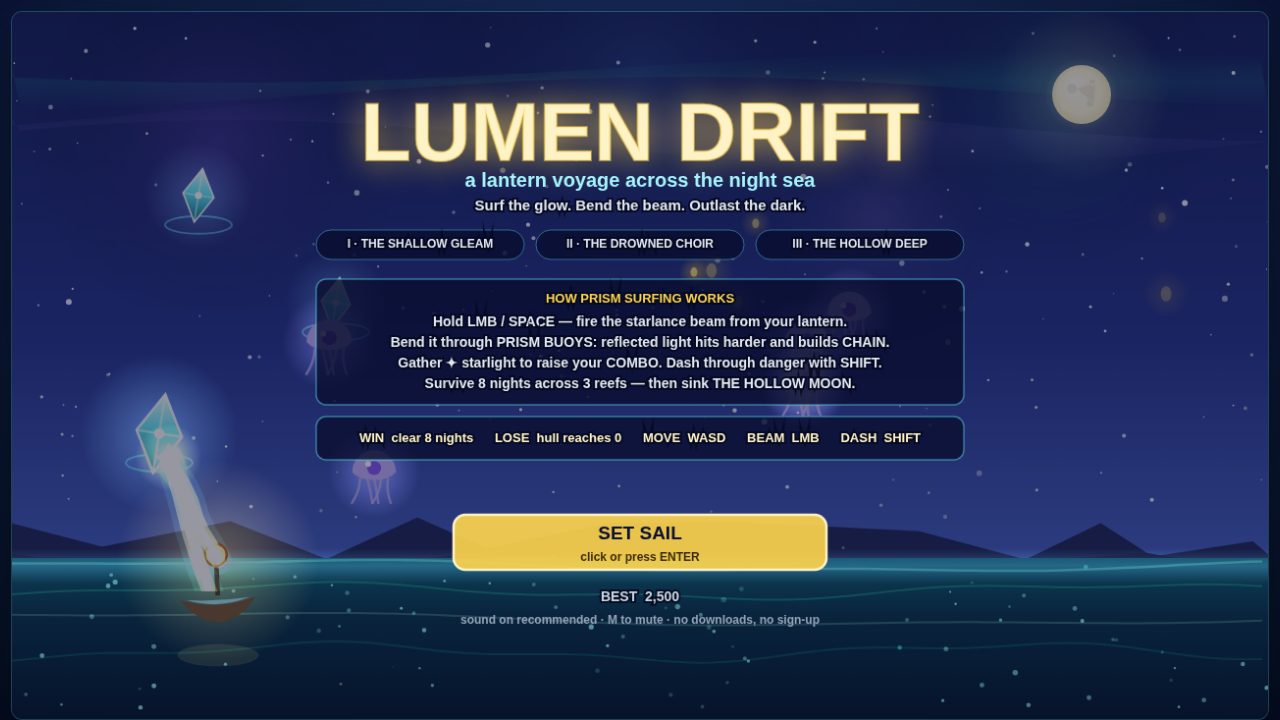 LUMEN DRIFT
a lantern voyage across the night sea
Surf the glow. Bend the beam. Outlast the dark.
I · THE SHALLOW GLEAM
II · THE DROWNED CHOIR
III · THE HOLLOW DEEP
HOW PRISM SURFING WORKS
Hold LMB / SPACE — fire the starlance beam from your lantern.
Bend it through PRISM BUOYS: reflected light hits harder and builds CHAIN.
Gather ✦ starlight to raise your COMBO. Dash through danger with SHIFT.
Survive 8 nights across 3 reefs — then sink THE HOLLOW MOON.
WIN clear 8 nights LOSE hull reaches 0 MOVE WASD BEAM LMB DASH SHIFT
SET SAIL
click or press ENTER
BEST 2,500
sound on recommended · M to mute · no downloads, no sign-up